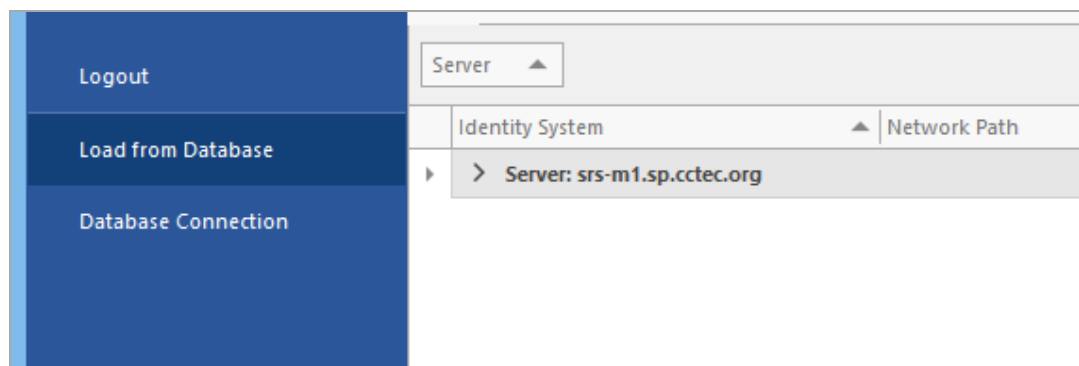 Logout
Load from Database
Database Connection
Server
Identity System
Network Path
Server: srs-m1.sp.cctec.org